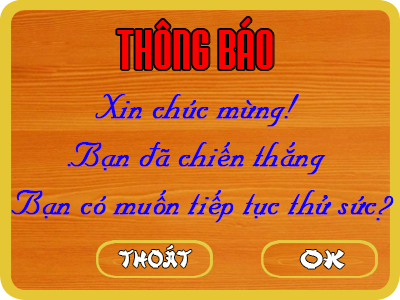 THÔNG BÁO
Xin chúc mừng!
Bạn đã chiến thắng
Bạn có muốn tiếp tục thử sức?
THOÁT OK